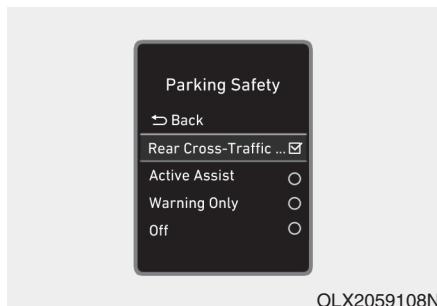 Parking Safety
Back
Rear Cross-Traffic ...
Active Assist
Warning Only
Off
OLX2059108N